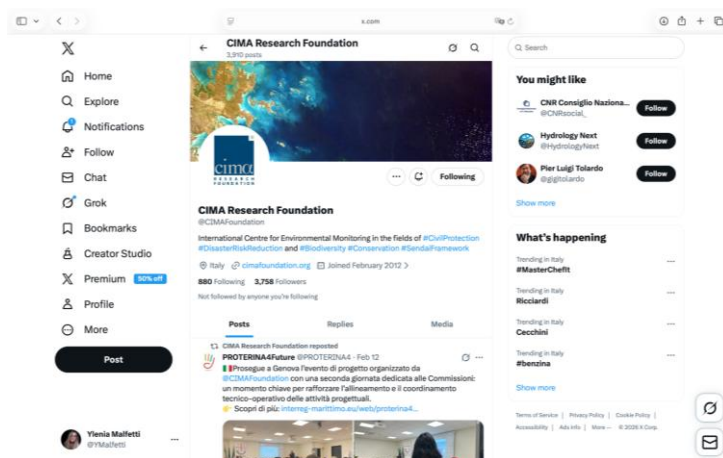 x.com
CIMA Research Foundation
3,910 posts
Search
Home
Explore
Notifications
Follow
Chat
Grok
Bookmarks
Creator Studio
Premium 50% off
Profile
More
Post
Ylenia Malfetti
@YMalfetti
cima
RESEARCH
FOUNDATION
Following
CIMA Research Foundation
@CIMAFoundation
International Centre for Environmental Monitoring in the fields of #CivilProtection
#DisasterRiskReduction and #Biodiversity #Conservation #SendaiFramework
Italy cimafoundation.org Joined February 2012
880 Following 3,758 Followers
Not followed by anyone you're following
Posts Replies Media
CIMA Research Foundation reposted
PROTERINA4Future @PROTERINA4 · Feb 12
🇮🇹Prosegue a Genova l'evento di progetto organizzato da
@CIMAFoundation con una seconda giornata dedicata alle Commissioni:
un momento chiave per rafforzare l'allineamento e il coordinamento
tecnico-operativo delle attività progettuali.
👉 Scopri di più: interreg-marittimo.eu/web/proterina4...
You might like
CNR Consiglio Naziona...
@CNRsocial_
Follow
Hydrology Next
@HydrologyNext
Follow
Pier Luigi Tolardo
@gigitolardo
Follow
Show more
What's happening
Trending in Italy
#MasterChefIt
Trending in Italy
Ricciardi
Trending in Italy
Cecchini
Trending in Italy
#benzina
Show more
Terms of Service | Privacy Policy | Cookie Policy |
Accessibility | Ads info | More ··· © 2026 X Corp.